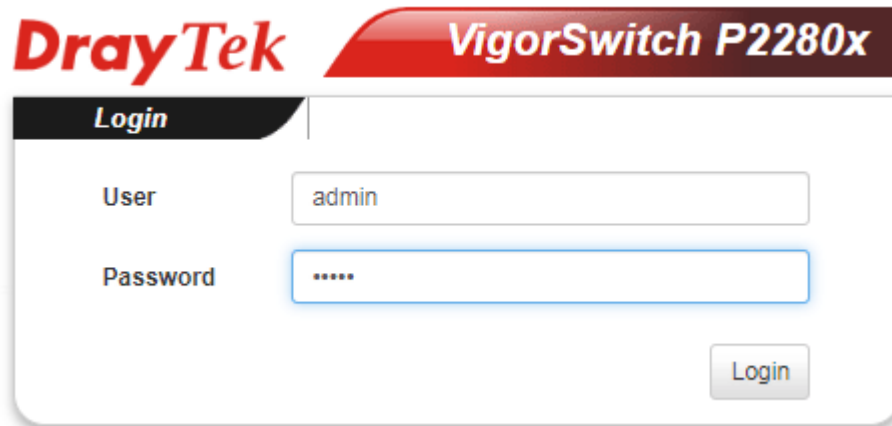 DrayTek VigorSwitch P2280x
Login
User admin
Password •••••
Login